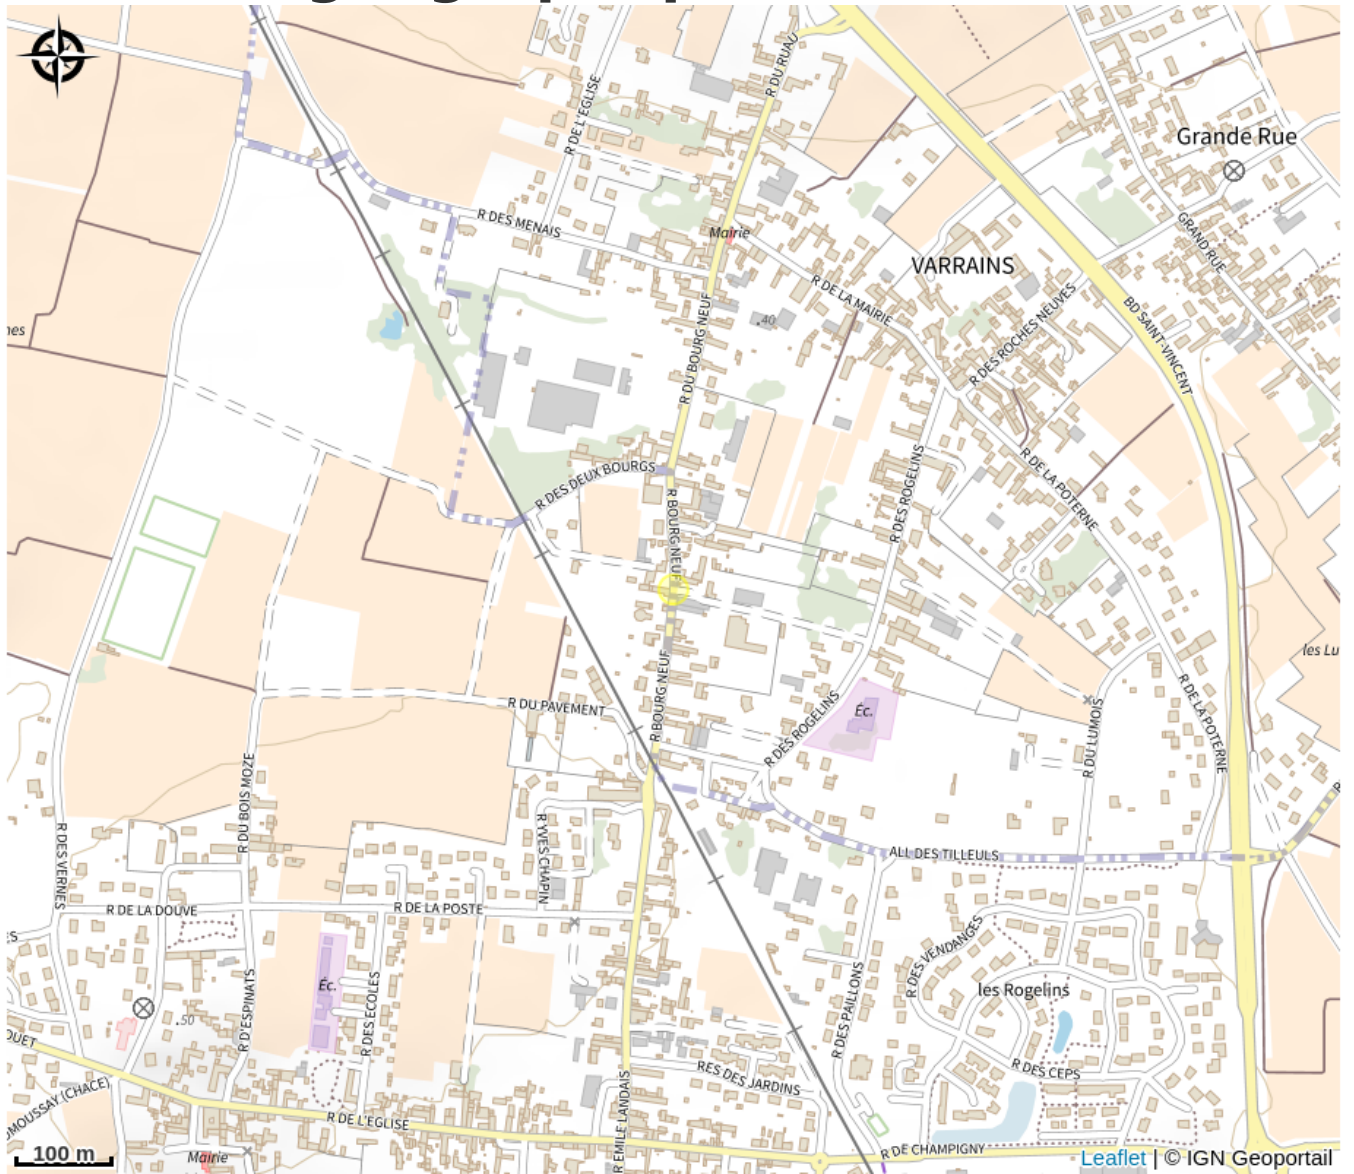 R DU RUAU
R DE L'EGLISE
Grande Rue
R DES MENAIS
Mairie
GRAND RUE
VARRAINS
R DE LA MAIRIE
BD SAINT-VINCENT
R DES ROCHES NEUVES
.40
nes
R DU BOURG NEUF
R DES DEUX BOURGS
R DES ROGELINS
R DE LA POTERNE
R BOURG NEUF
les Lu
R BOURG NEUF
R DU PAVEMENT
Éc.
R DES ROGELINS
R DU LUMOIS
R DE LA POTERNE
R DU BOIS MOZE
R DES VERNES
R YVES CHAPIN
ALL DES TILLEULS
R DE LA DOUVE
R DE LA POSTE
R DES VENDANGES
Éc.
les Rogelins
R D'ESPINATS
R DES ECOLES
R DES PAILLONS
.50
OUET
RES DES JARDINS
R DES CEPS
OMOUSSAY (CHACE)
R DE L'EGLISE
R EMILE LANDAIS
R DE CHAMPIGNY
100 m
Mairie
Leaflet | © IGN Geoportail